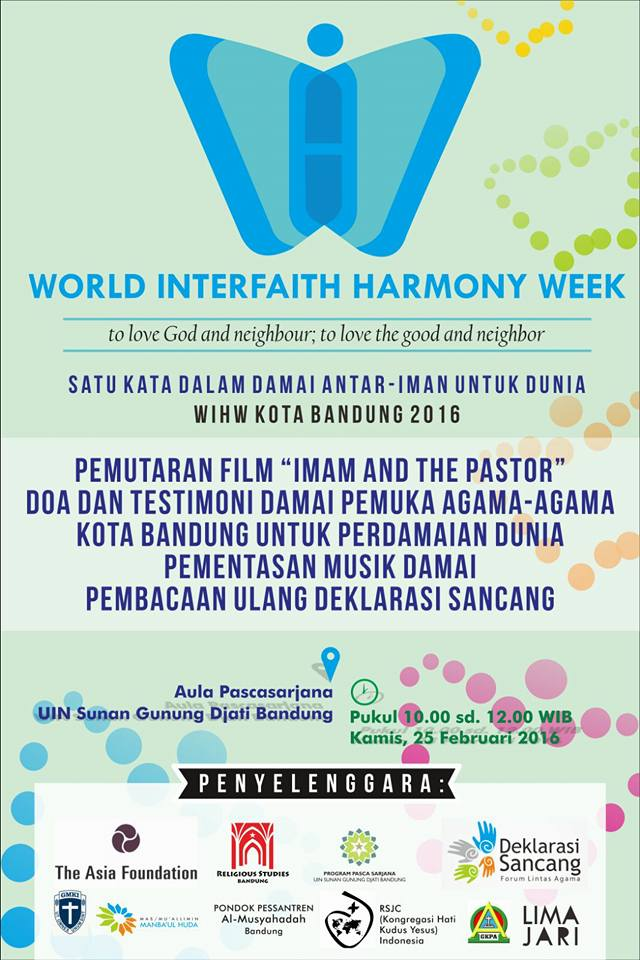 WORLD INTERFAITH HARMONY WEEK
to love God and neighbour; to love the good and neighbor
SATU KATA DALAM DAMAI ANTAR-IMAN UNTUK DUNIA
WIHW KOTA BANDUNG 2016
PEMUTARAN FILM “IMAM AND THE PASTOR”
DOA DAN TESTIMONI DAMAI PEMUKA AGAMA-AGAMA
KOTA BANDUNG UNTUK PERDAMAIAN DUNIA
PEMENTASAN MUSIK DAMAI
PEMBACAAN ULANG DEKLARASI SANCANG
Aula Pascasarjana
UIN Sunan Gunung Djati Bandung
Pukul 10.00 sd. 12.00 WIB
Kamis, 25 Februari 2016
PENYELENGGARA:
The Asia Foundation
RELIGIOUS STUDIES
BANDUNG
PROGRAM PASCA SARJANA
UIN SUNAN GUNUNG DJATI BANDUNG
Deklarasi
Sancang
Forum Lintas Agama
GMKI
MAS/MU'ALLIMIN
MANBA'UL HUDA
PONDOK PESSANTREN
Al-Musyahadah
Bandung
RSJC
(Kongregasi Hati
Kudus Yesus)
Indonesia
GKPA
LIMA
JARI